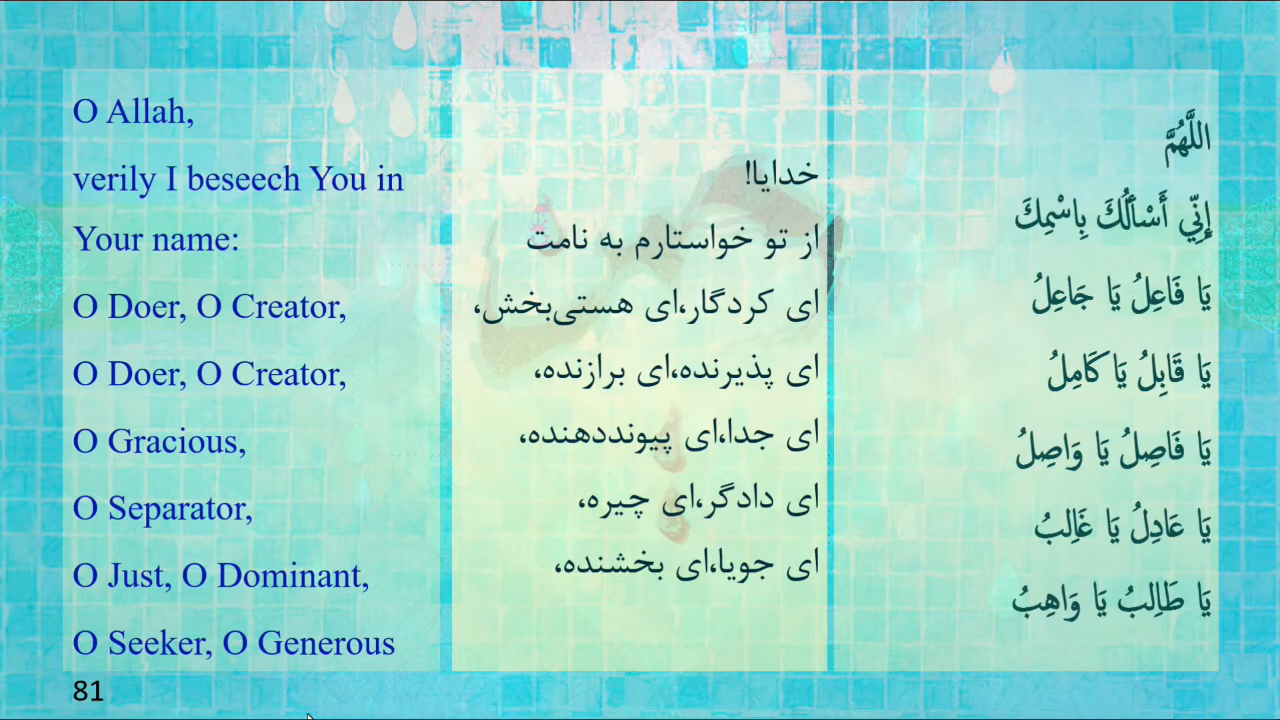 O Allah,
verily I beseech You in
Your name:
O Doer, O Creator,
O Doer, O Creator,
O Gracious,
O Separator,
O Just, O Dominant,
O Seeker, O Generous
خدایا!
از تو خواستارم به نامت
ای کردگار،ای هستی‌بخش،
ای پذیرنده،ای برازنده،
ای جدا،ای پیونددهنده،
ای دادگر،ای چیره،
ای جویا،ای بخشنده،
اللَّهُمَّ
إِنِّي أَسْأَلُكَ بِاسْمِكَ
يَا فَاعِلُ يَا جَاعِلُ
يَا قَابِلُ يَا كَامِلُ
يَا فَاصِلُ يَا وَاصِلُ
يَا عَادِلُ يَا غَالِبُ
يَا طَالِبُ يَا وَاهِبُ
81